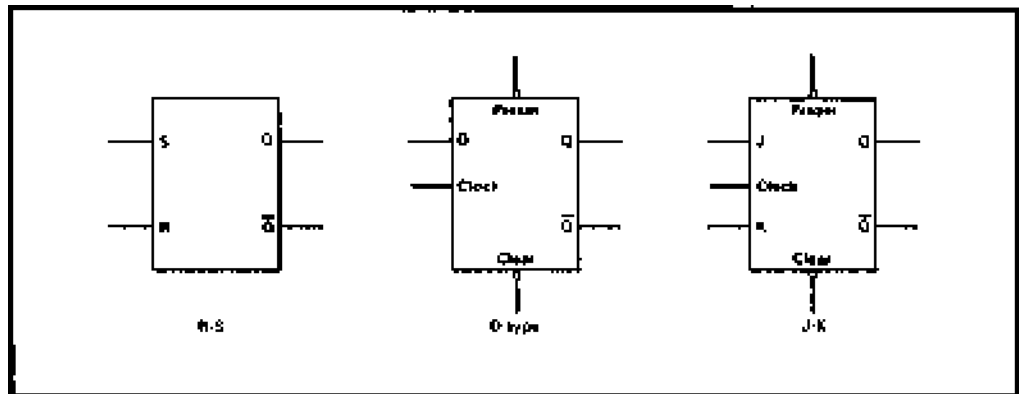 S Q
R Q̅
R-S
Preset
D Q
Clock
Q̅
Clear
D-type
Preset
J Q
Clock
K Q̅
Clear
J-K